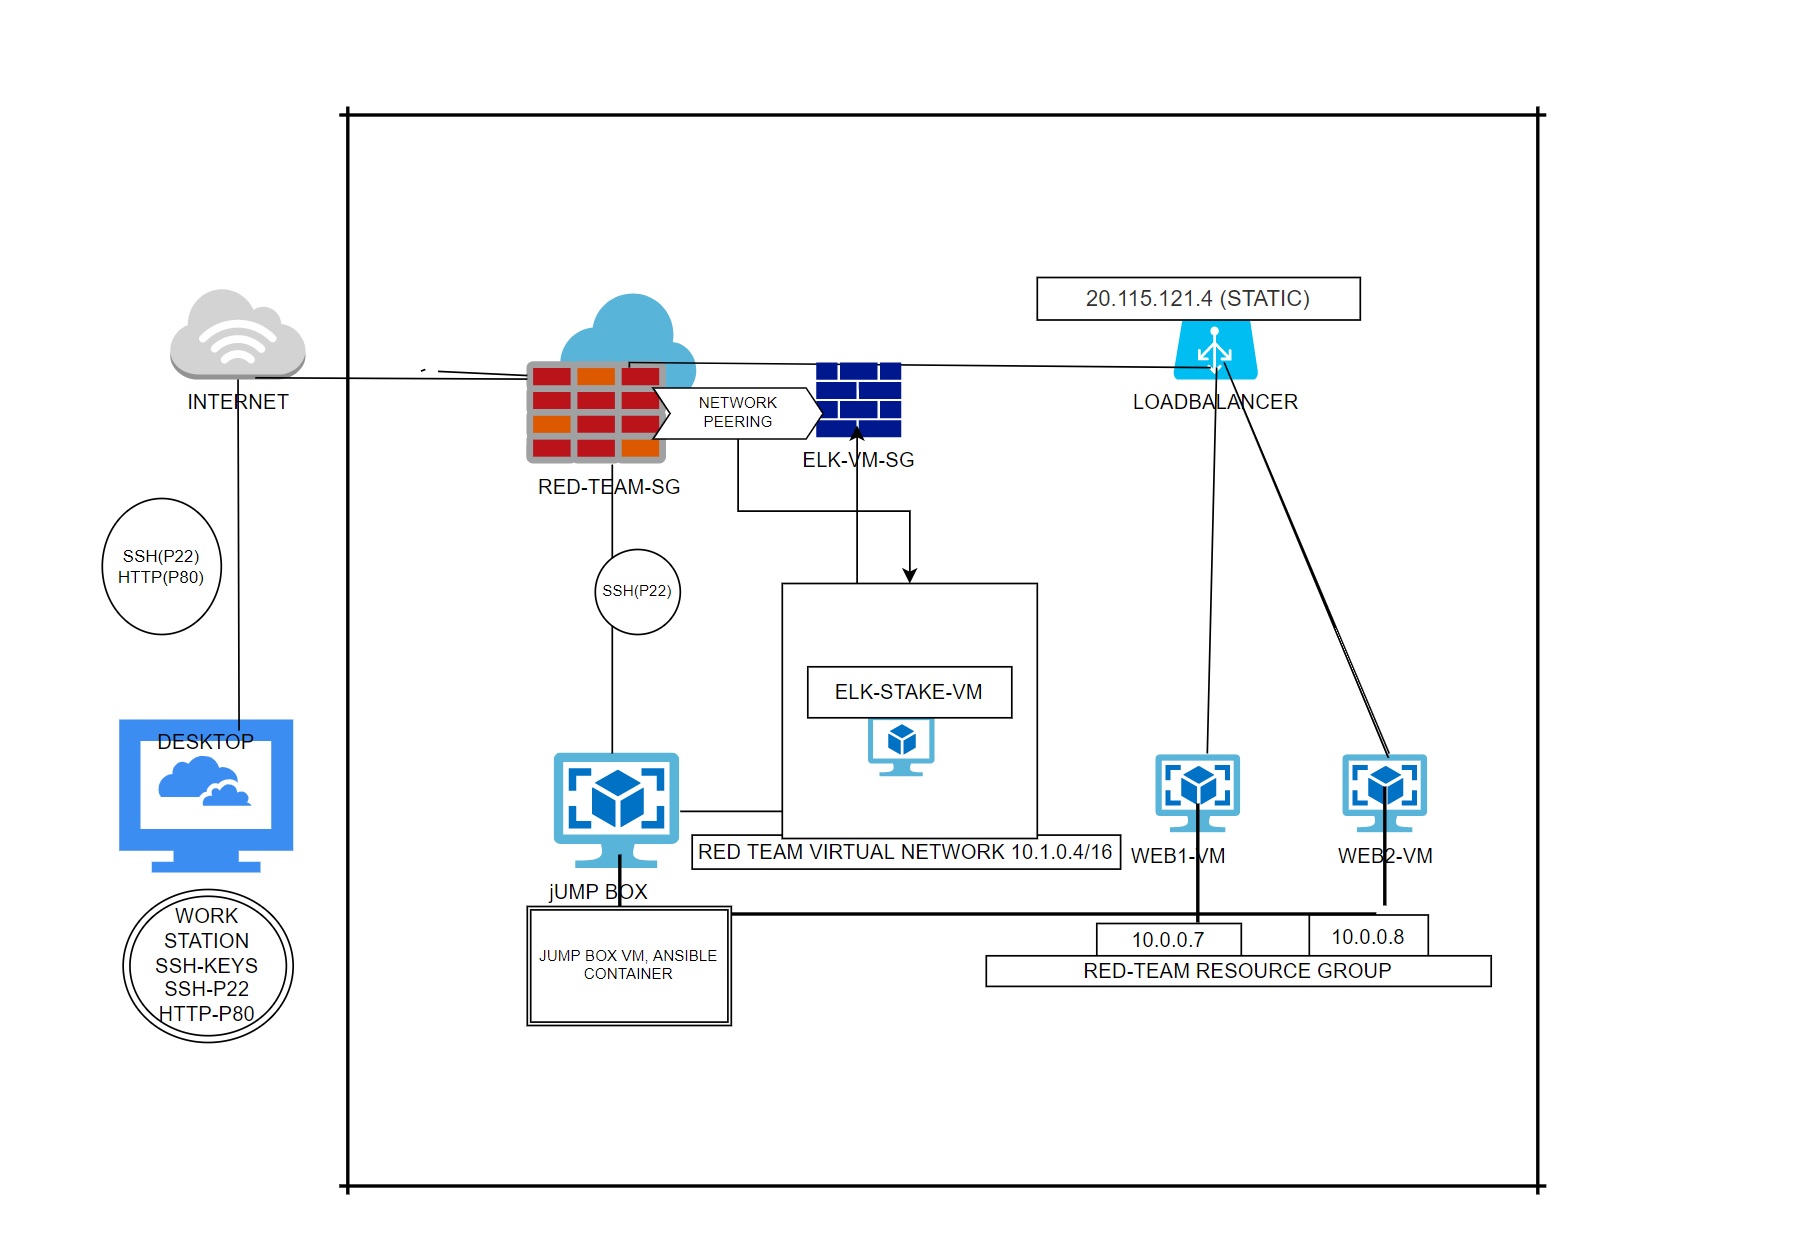 20.115.121.4 (STATIC)
INTERNET
NETWORK
PEERING
LOADBALANCER
ELK-VM-SG
RED-TEAM-SG
SSH(P22)
HTTP(P80)
SSH(P22)
ELK-STAKE-VM
DESKTOP
RED TEAM VIRTUAL NETWORK 10.1.0.4/16
WEB1-VM
WEB2-VM
jUMP BOX
WORK
STATION
SSH-KEYS
SSH-P22
HTTP-P80
JUMP BOX VM, ANSIBLE
CONTAINER
10.0.0.7
10.0.0.8
RED-TEAM RESOURCE GROUP